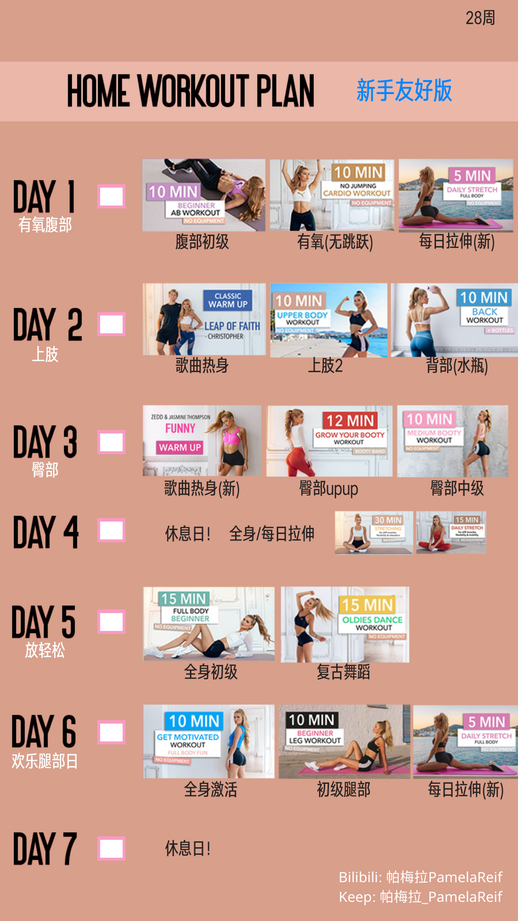 28周
HOME WORKOUT PLAN
新手友好版
DAY 1
有氧腹部
10 MIN
BEGINNER
AB WORKOUT
NO EQUIPMENT
腹部初级
10 MIN
NO JUMPING
CARDIO WORKOUT
NO EQUIPMENT
有氧(无跳跃)
5 MIN
DAILY STRETCH
FULL BODY
NO EQUIPMENT
每日拉伸(新)
DAY 2
上肢
CLASSIC
WARM UP
LEAP OF FAITH
CHRISTOPHER
歌曲热身
10 MIN
UPPER BODY
WORKOUT
NO EQUIPMENT
上肢2
10 MIN
BACK
WORKOUT
+ BOTTLES
背部(水瓶)
DAY 3
臀部
ZEDD & JASMINE THOMPSON
FUNNY
WARM UP
歌曲热身(新)
12 MIN
GROW YOUR BOOTY
WORKOUT
BOOTY BAND
臀部upup
10 MIN
MEDIUM BOOTY
WORKOUT
NO EQUIPMENT
臀部中级
DAY 4
休息日! 全身/每日拉伸
30 MIN
STRETCHING
15 MIN
DAILY STRETCH
DAY 5
放轻松
15 MIN
FULL BODY
BEGINNER
NO EQUIPMENT
全身初级
15 MIN
OLDIES DANCE
WORKOUT
NO EQUIPMENT
复古舞蹈
DAY 6
欢乐腿部日
10 MIN
GET MOTIVATED
WORKOUT
FULL BODY FUN
NO EQUIPMENT
全身激活
10 MIN
BEGINNER
LEG WORKOUT
NO EQUIPMENT
初级腿部
5 MIN
DAILY STRETCH
FULL BODY
每日拉伸(新)
DAY 7
休息日!
Bilibili: 帕梅拉PamelaReif
Keep: 帕梅拉_PamelaReif